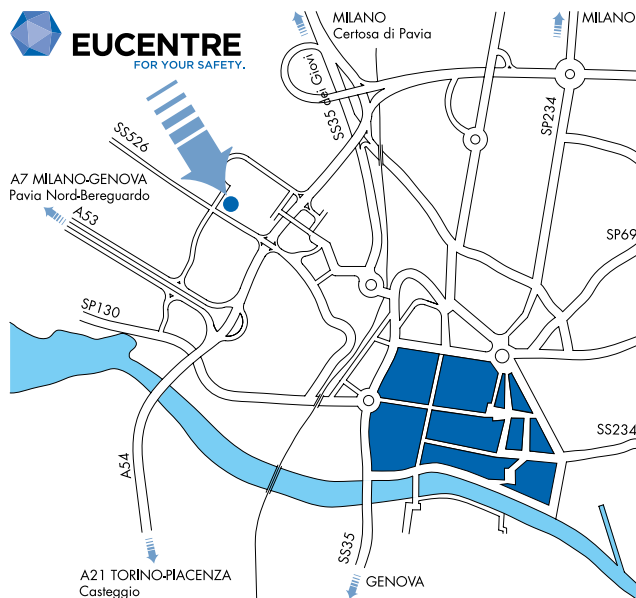 EUCENTRE
FOR YOUR SAFETY.
MILANO
Certosa di Pavia
MILANO
SS35 dei Giovi
SP234
SS526
A7 MILANO-GENOVA
Pavia Nord-Bereguardo
A53
SP69
SP130
SS234
A54
SS35
A21 TORINO-PIACENZA
Casteggio
GENOVA